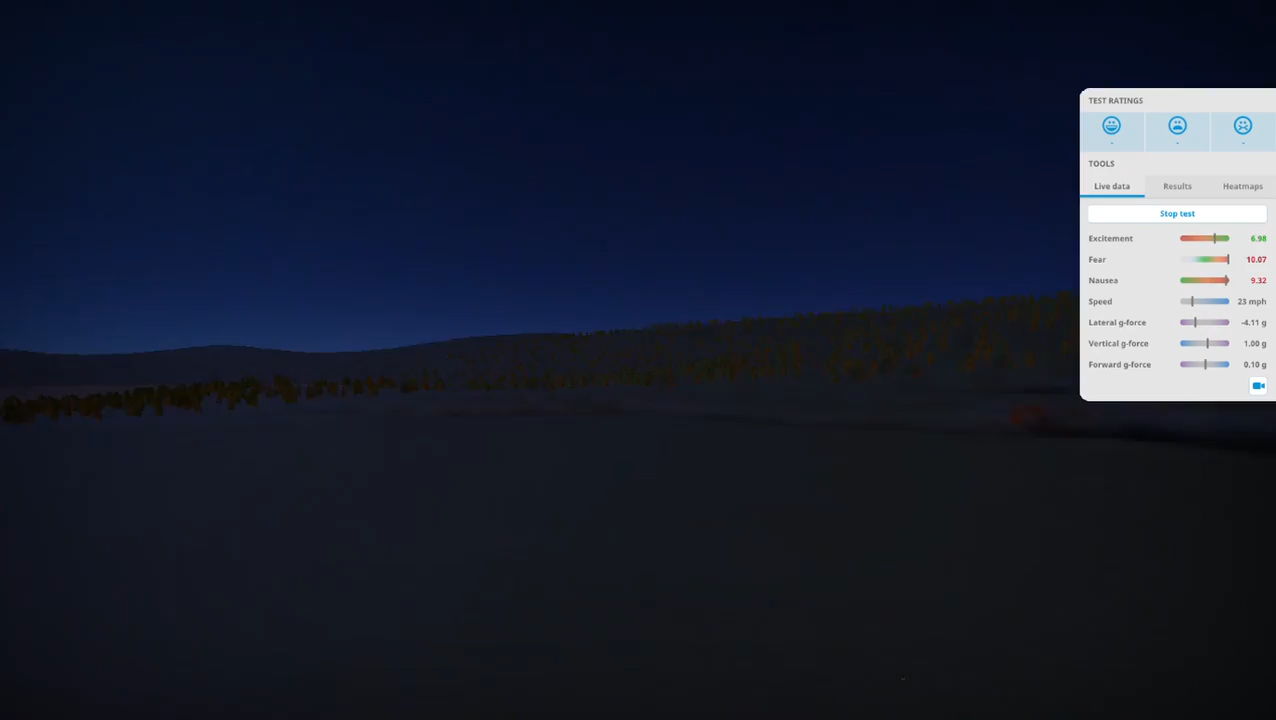 TEST RATINGS
- - -
TOOLS
Live data Results Heatmaps
Stop test
Excitement 6.98
Fear 10.07
Nausea 9.32
Speed 23 mph
Lateral g-force -4.11 g
Vertical g-force 1.00 g
Forward g-force 0.10 g